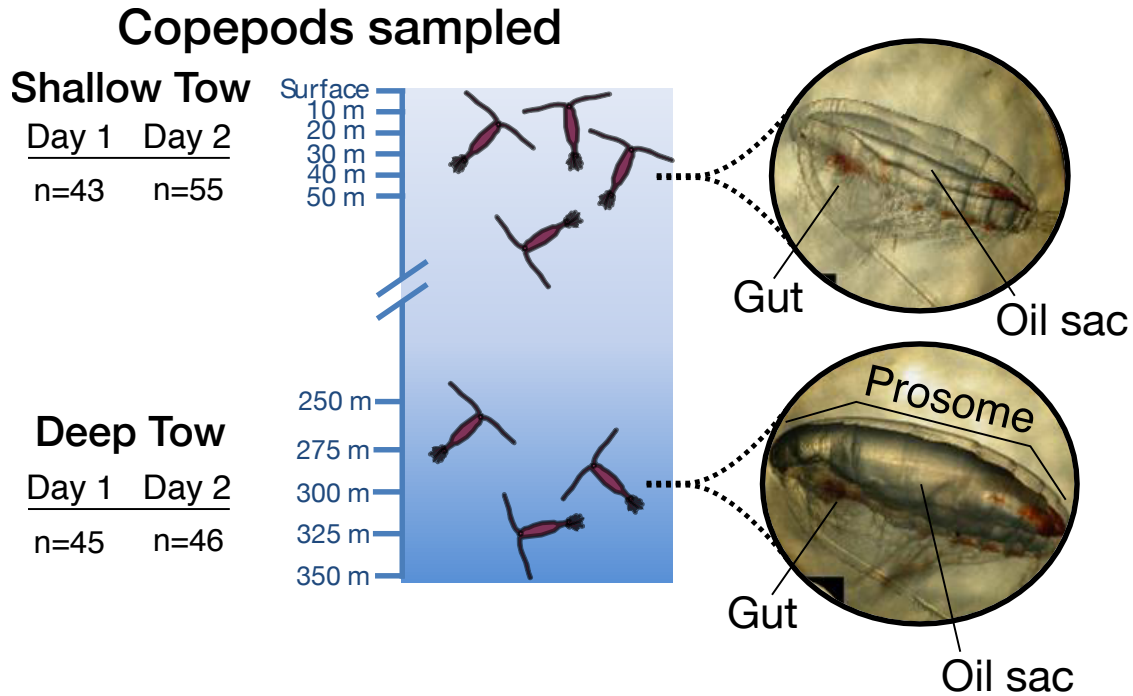 Copepods sampled
Shallow Tow
Day 1 Day 2
n=43 n=55
Surface
10 m
20 m
30 m
40 m
50 m
Gut
Oil sac
250 m
275 m
300 m
325 m
350 m
Deep Tow
Day 1 Day 2
n=45 n=46
Prosome
Gut
Oil sac